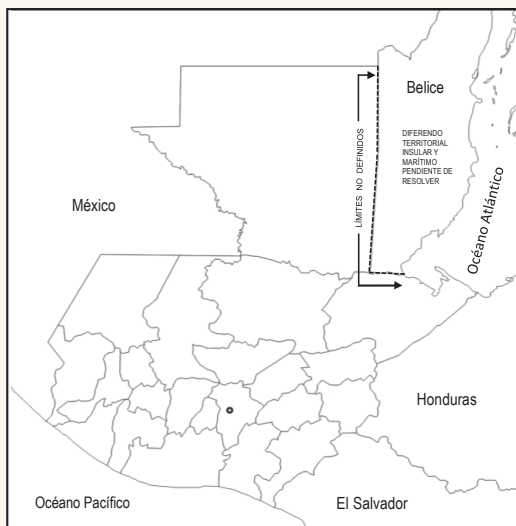 Belice
DIFERENDO
TERRITORIAL
INSULAR Y
MARÍTIMO
PENDIENTE DE
RESOLVER
LÍMITES NO DEFINIDOS
Océano Atlántico
México
Honduras
Océano Pacífico
El Salvador